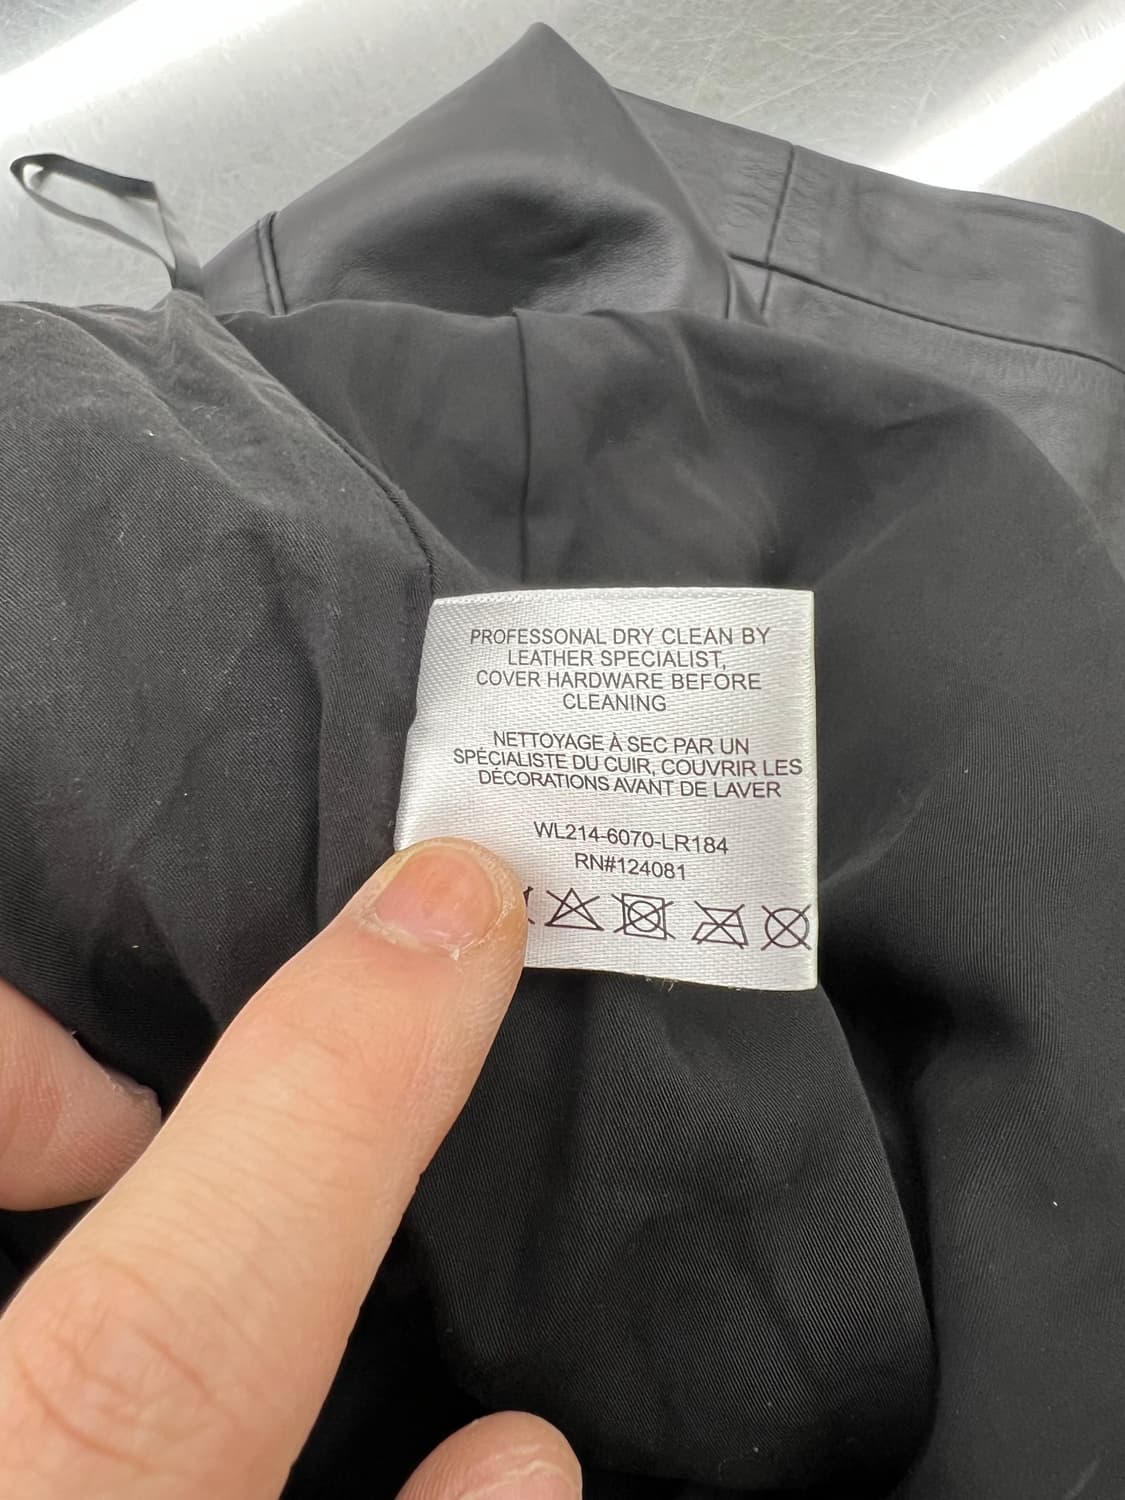 PROFESSONAL DRY CLEAN BY
LEATHER SPECIALIST,
COVER HARDWARE BEFORE
CLEANING
NETTOYAGE À SEC PAR UN
SPÉCIALISTE DU CUIR, COUVRIR LES
DÉCORATIONS AVANT DE LAVER
WL214-6070-LR184
RN#124081